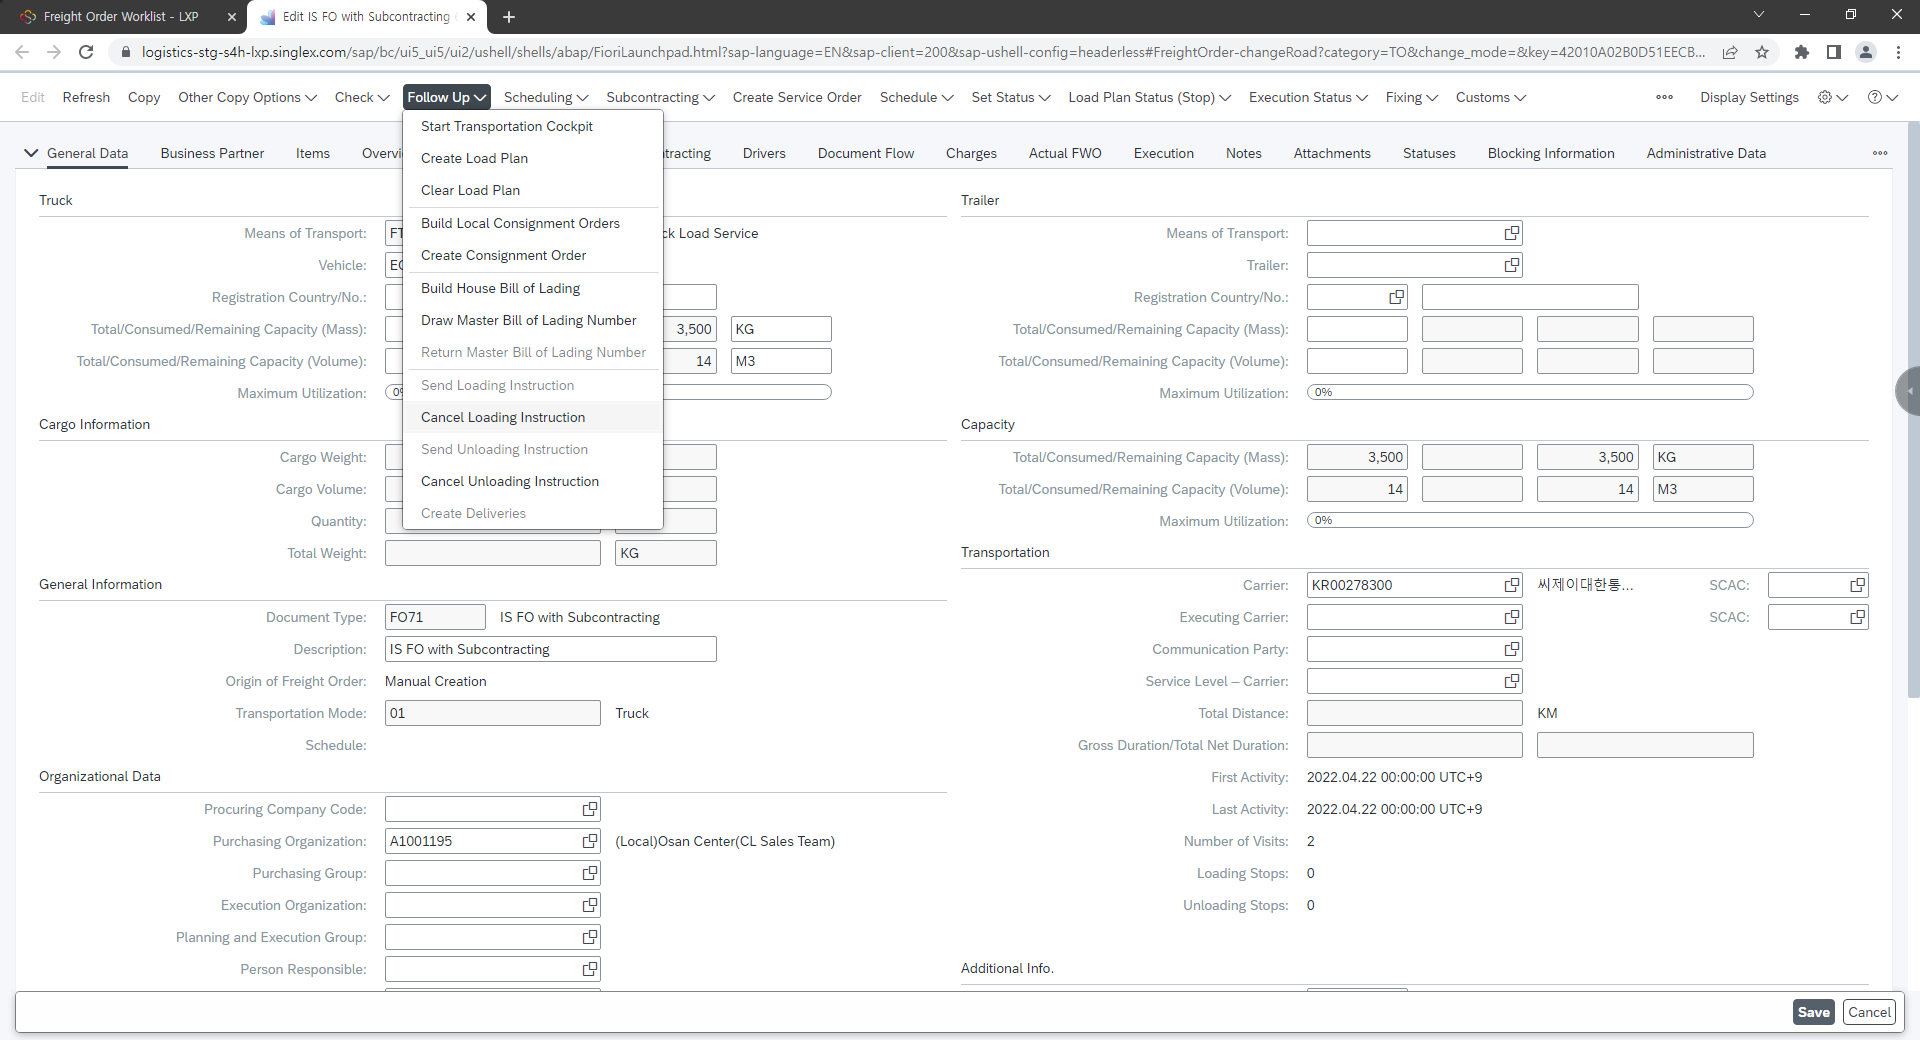 Freight Order Worklist - LXP
Edit IS FO with Subcontracting
logistics-stg-s4h-lxp.singlex.com/sap/bc/ui5_ui5/ui2/ushell/shells/abap/FioriLaunchpad.html?sap-language=EN&sap-client=200&sap-ushell-config=headerless#FreightOrder-changeRoad?category=TO&change_mode=&key=42010A02B0D51EECB...
Edit Refresh Copy Other Copy Options Check Follow Up Scheduling Subcontracting Create Service Order Schedule Set Status Load Plan Status (Stop) Execution Status Fixing Customs Display Settings
General Data Business Partner Items Overvi tracting Drivers Document Flow Charges Actual FWO Execution Notes Attachments Statuses Blocking Information Administrative Data
Start Transportation Cockpit
Create Load Plan
Clear Load Plan
Build Local Consignment Orders
Create Consignment Order
Build House Bill of Lading
Draw Master Bill of Lading Number
Return Master Bill of Lading Number
Send Loading Instruction
Cancel Loading Instruction
Send Unloading Instruction
Cancel Unloading Instruction
Create Deliveries
Truck
Means of Transport: FT ck Load Service
Vehicle: EC
Registration Country/No.:
Total/Consumed/Remaining Capacity (Mass): 3,500 KG
Total/Consumed/Remaining Capacity (Volume): 14 M3
Maximum Utilization: 0%
Cargo Information
Cargo Weight:
Cargo Volume:
Quantity:
Total Weight: KG
General Information
Document Type: FO71 IS FO with Subcontracting
Description: IS FO with Subcontracting
Origin of Freight Order: Manual Creation
Transportation Mode: 01 Truck
Schedule:
Organizational Data
Procuring Company Code:
Purchasing Organization: A1001195 (Local)Osan Center(CL Sales Team)
Purchasing Group:
Execution Organization:
Planning and Execution Group:
Person Responsible:
Trailer
Means of Transport:
Trailer:
Registration Country/No.:
Total/Consumed/Remaining Capacity (Mass):
Total/Consumed/Remaining Capacity (Volume):
Maximum Utilization: 0%
Capacity
Total/Consumed/Remaining Capacity (Mass): 3,500 3,500 KG
Total/Consumed/Remaining Capacity (Volume): 14 14 M3
Maximum Utilization: 0%
Transportation
Carrier: KR00278300 씨제이대한통... SCAC:
Executing Carrier: SCAC:
Communication Party:
Service Level – Carrier:
Total Distance: KM
Gross Duration/Total Net Duration:
First Activity: 2022.04.22 00:00:00 UTC+9
Last Activity: 2022.04.22 00:00:00 UTC+9
Number of Visits: 2
Loading Stops: 0
Unloading Stops: 0
Additional Info.
Save Cancel